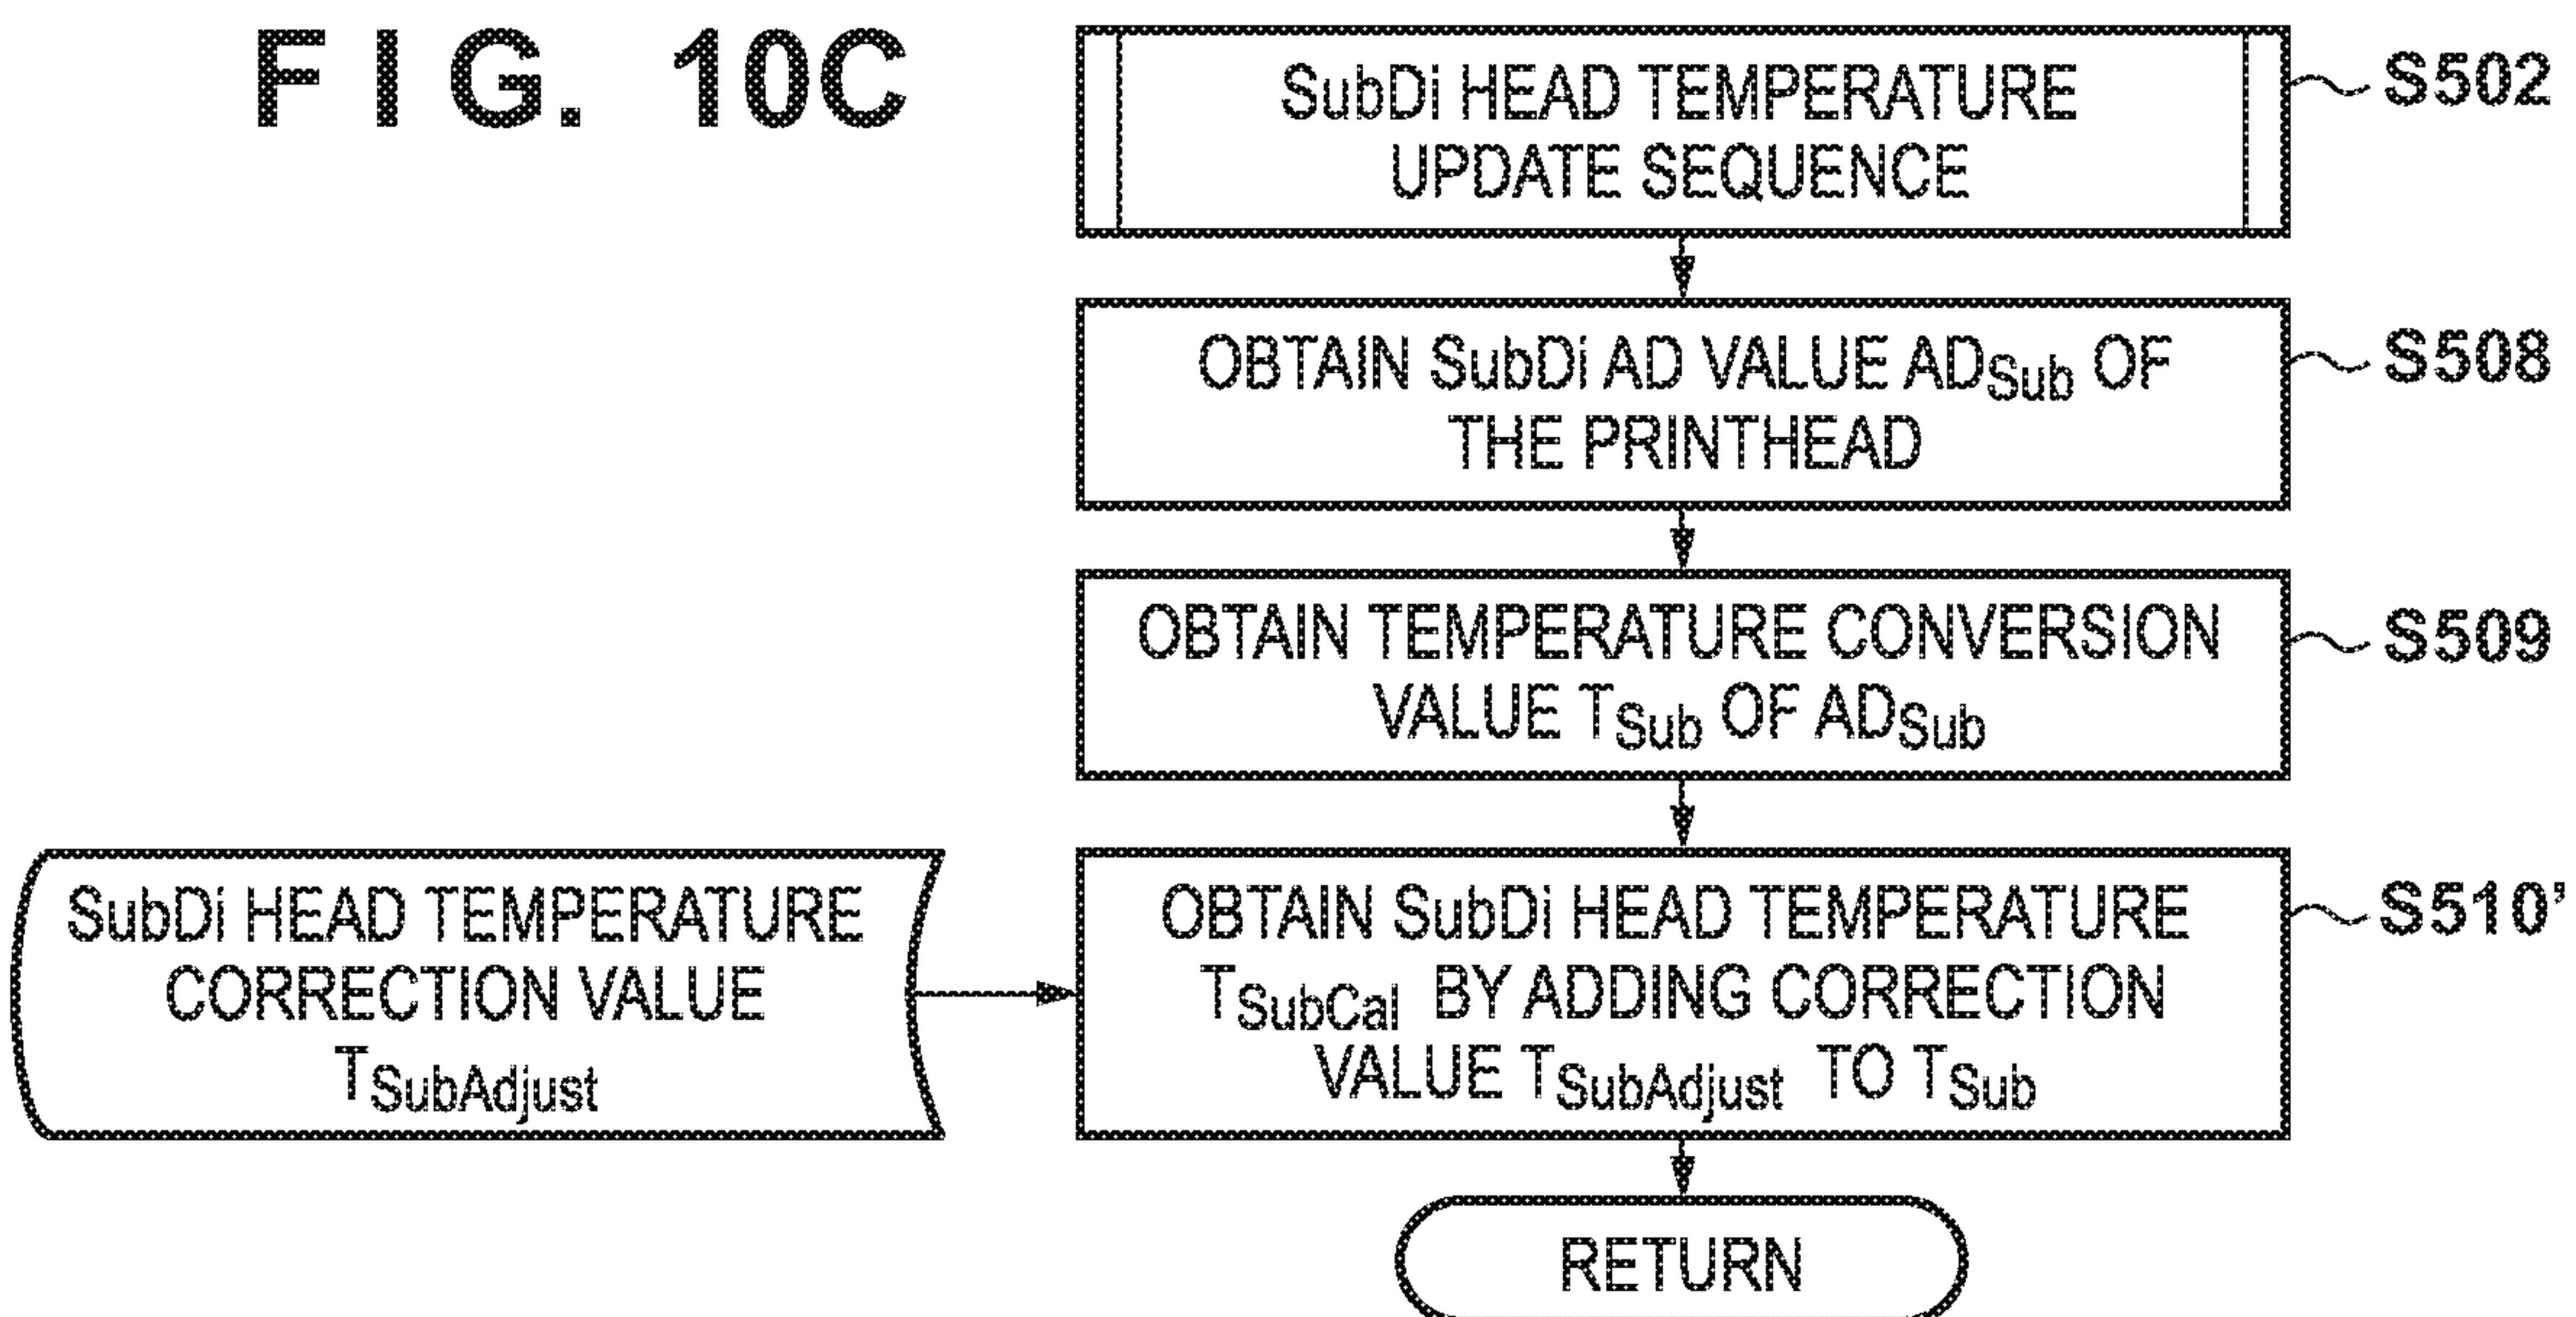 FIG. 10C
SubDi HEAD TEMPERATURE
UPDATE SEQUENCE
S502
OBTAIN SubDi AD VALUE ADSub OF
THE PRINTHEAD
S508
OBTAIN TEMPERATURE CONVERSION
VALUE TSub OF ADSub
S509
SubDi HEAD TEMPERATURE
CORRECTION VALUE
TSubAdjust
OBTAIN SubDi HEAD TEMPERATURE
TSubCal BY ADDING CORRECTION
VALUE TSubAdjust TO TSub
S510’
RETURN